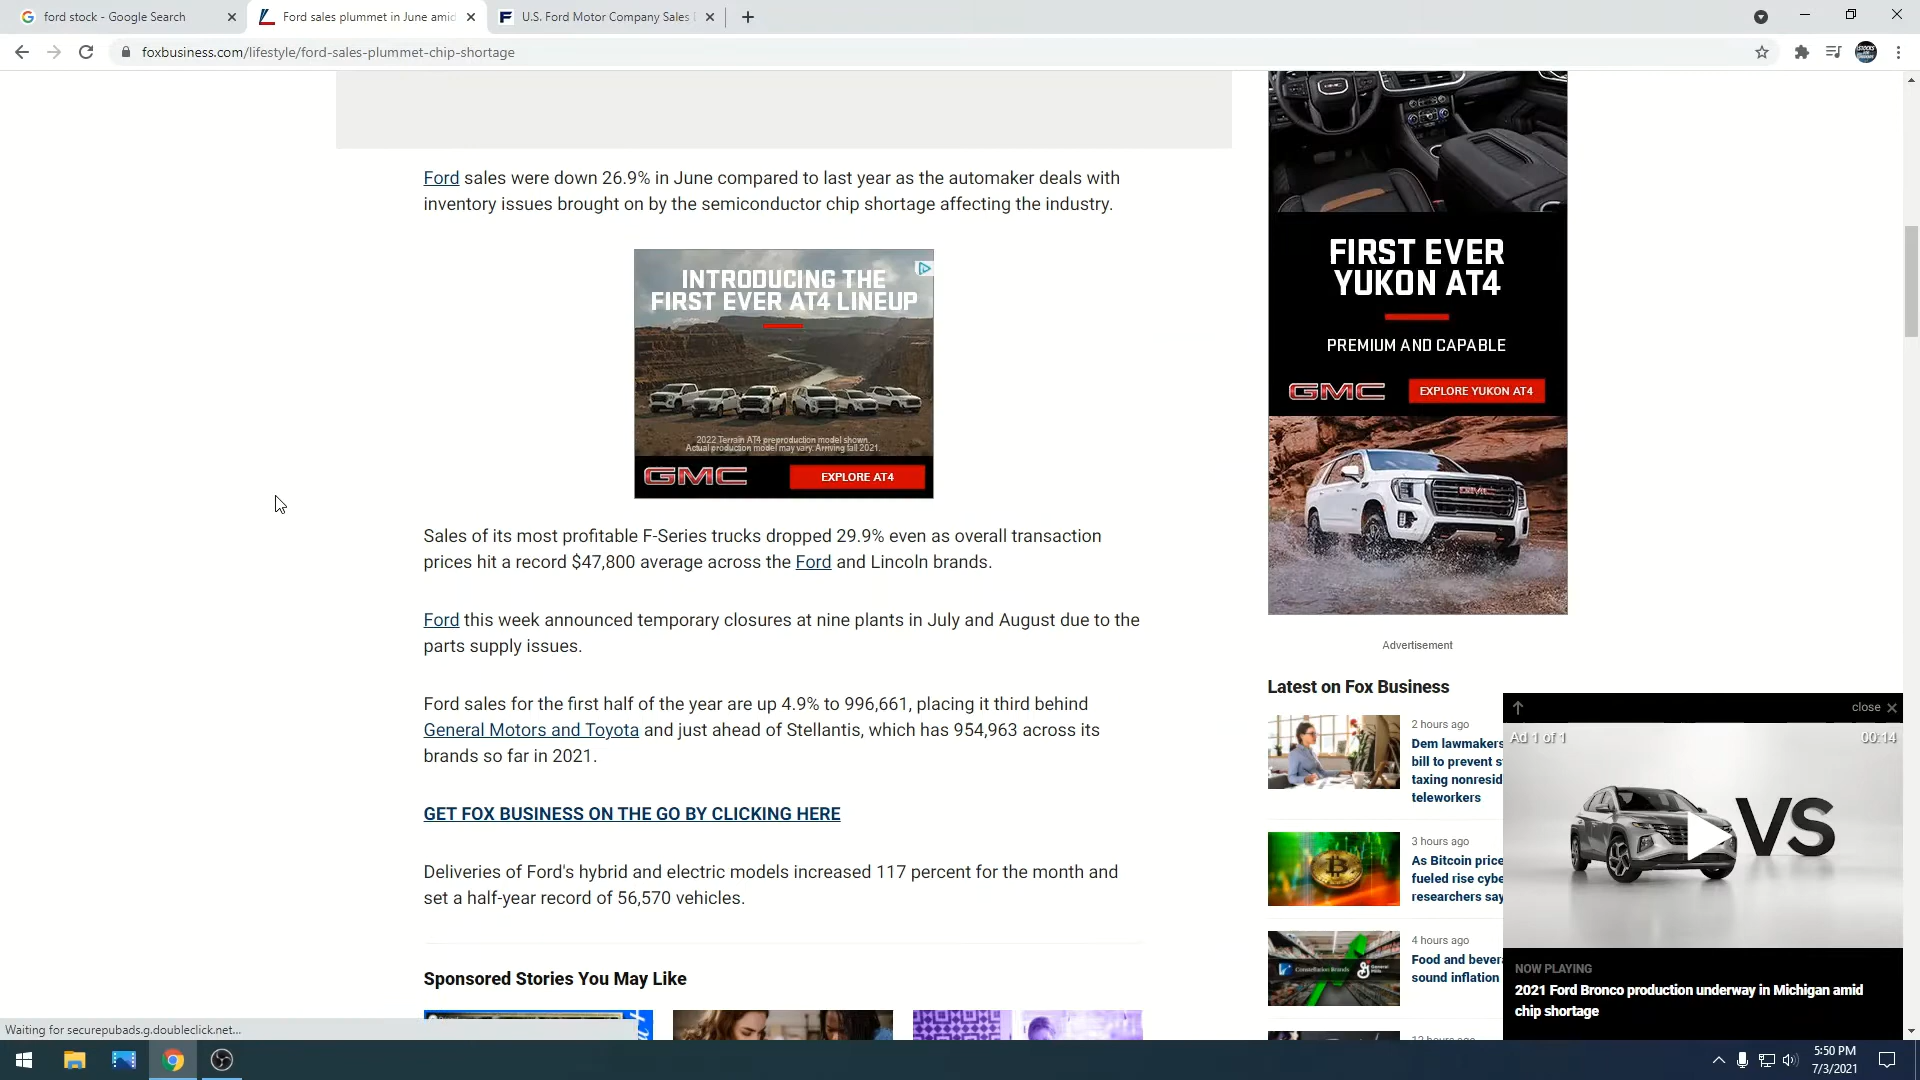 ford stock - Google Search
Ford sales plummet in June amid
U.S. Ford Motor Company Sales
foxbusiness.com/lifestyle/ford-sales-plummet-chip-shortage
Ford sales were down 26.9% in June compared to last year as the automaker deals with
inventory issues brought on by the semiconductor chip shortage affecting the industry.
INTRODUCING THE
FIRST EVER AT4 LINEUP
2022 Terrain AT4 preproduction model shown.
Actual production model may vary. Arriving fall 2021.
GMC
EXPLORE AT4
FIRST EVER
YUKON AT4
PREMIUM AND CAPABLE
GMC
EXPLORE YUKON AT4
Advertisement
Sales of its most profitable F-Series trucks dropped 29.9% even as overall transaction
prices hit a record $47,800 average across the Ford and Lincoln brands.
Ford this week announced temporary closures at nine plants in July and August due to the
parts supply issues.
Ford sales for the first half of the year are up 4.9% to 996,661, placing it third behind
General Motors and Toyota and just ahead of Stellantis, which has 954,963 across its
brands so far in 2021.
GET FOX BUSINESS ON THE GO BY CLICKING HERE
Deliveries of Ford's hybrid and electric models increased 117 percent for the month and
set a half-year record of 56,570 vehicles.
Sponsored Stories You May Like
Latest on Fox Business
2 hours ago
Dem lawmakers
bill to prevent s
taxing nonresid
teleworkers
3 hours ago
As Bitcoin price
fueled rise cybe
researchers say
4 hours ago
Food and bever
sound inflation
close
Ad 1 of 1
00:14
VS
NOW PLAYING
2021 Ford Bronco production underway in Michigan amid
chip shortage
Waiting for securepubads.g.doubleclick.net...
5:50 PM
7/3/2021